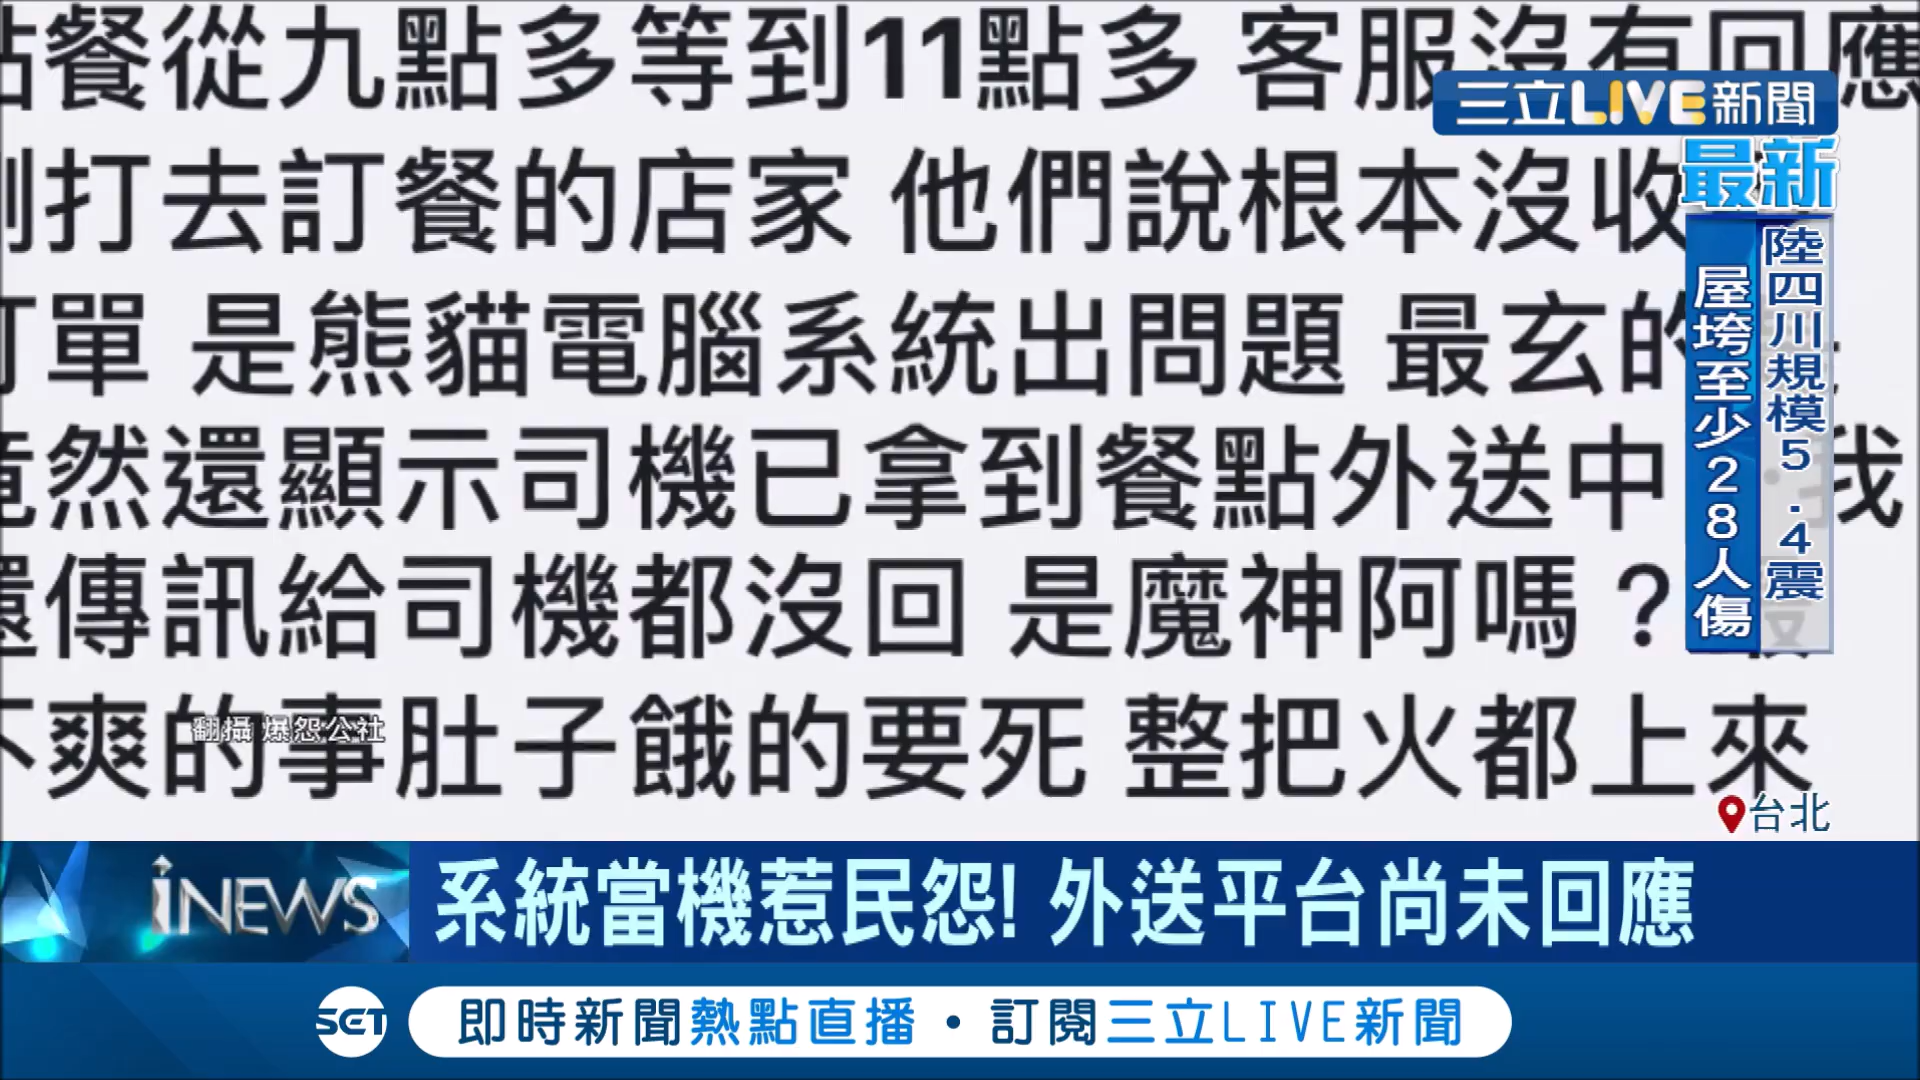 點餐從九點多等到11點多 客服沒有回應
打去訂餐的店家 他們說根本沒收
訂單 是熊貓電腦系統出問題 最玄的是
竟然還顯示司機已拿到餐點外送中 我
還傳訊給司機都沒回 是魔神阿嗎？
不爽的事肚子餓的要死 整把火都上來
翻攝 爆怨公社
三立LIVE新聞
最新
陸四川規模5.4震
屋垮至少28人傷
台北
iNEWS
系統當機惹民怨! 外送平台尚未回應
SET
即時新聞熱點直播・訂閱三立LIVE新聞